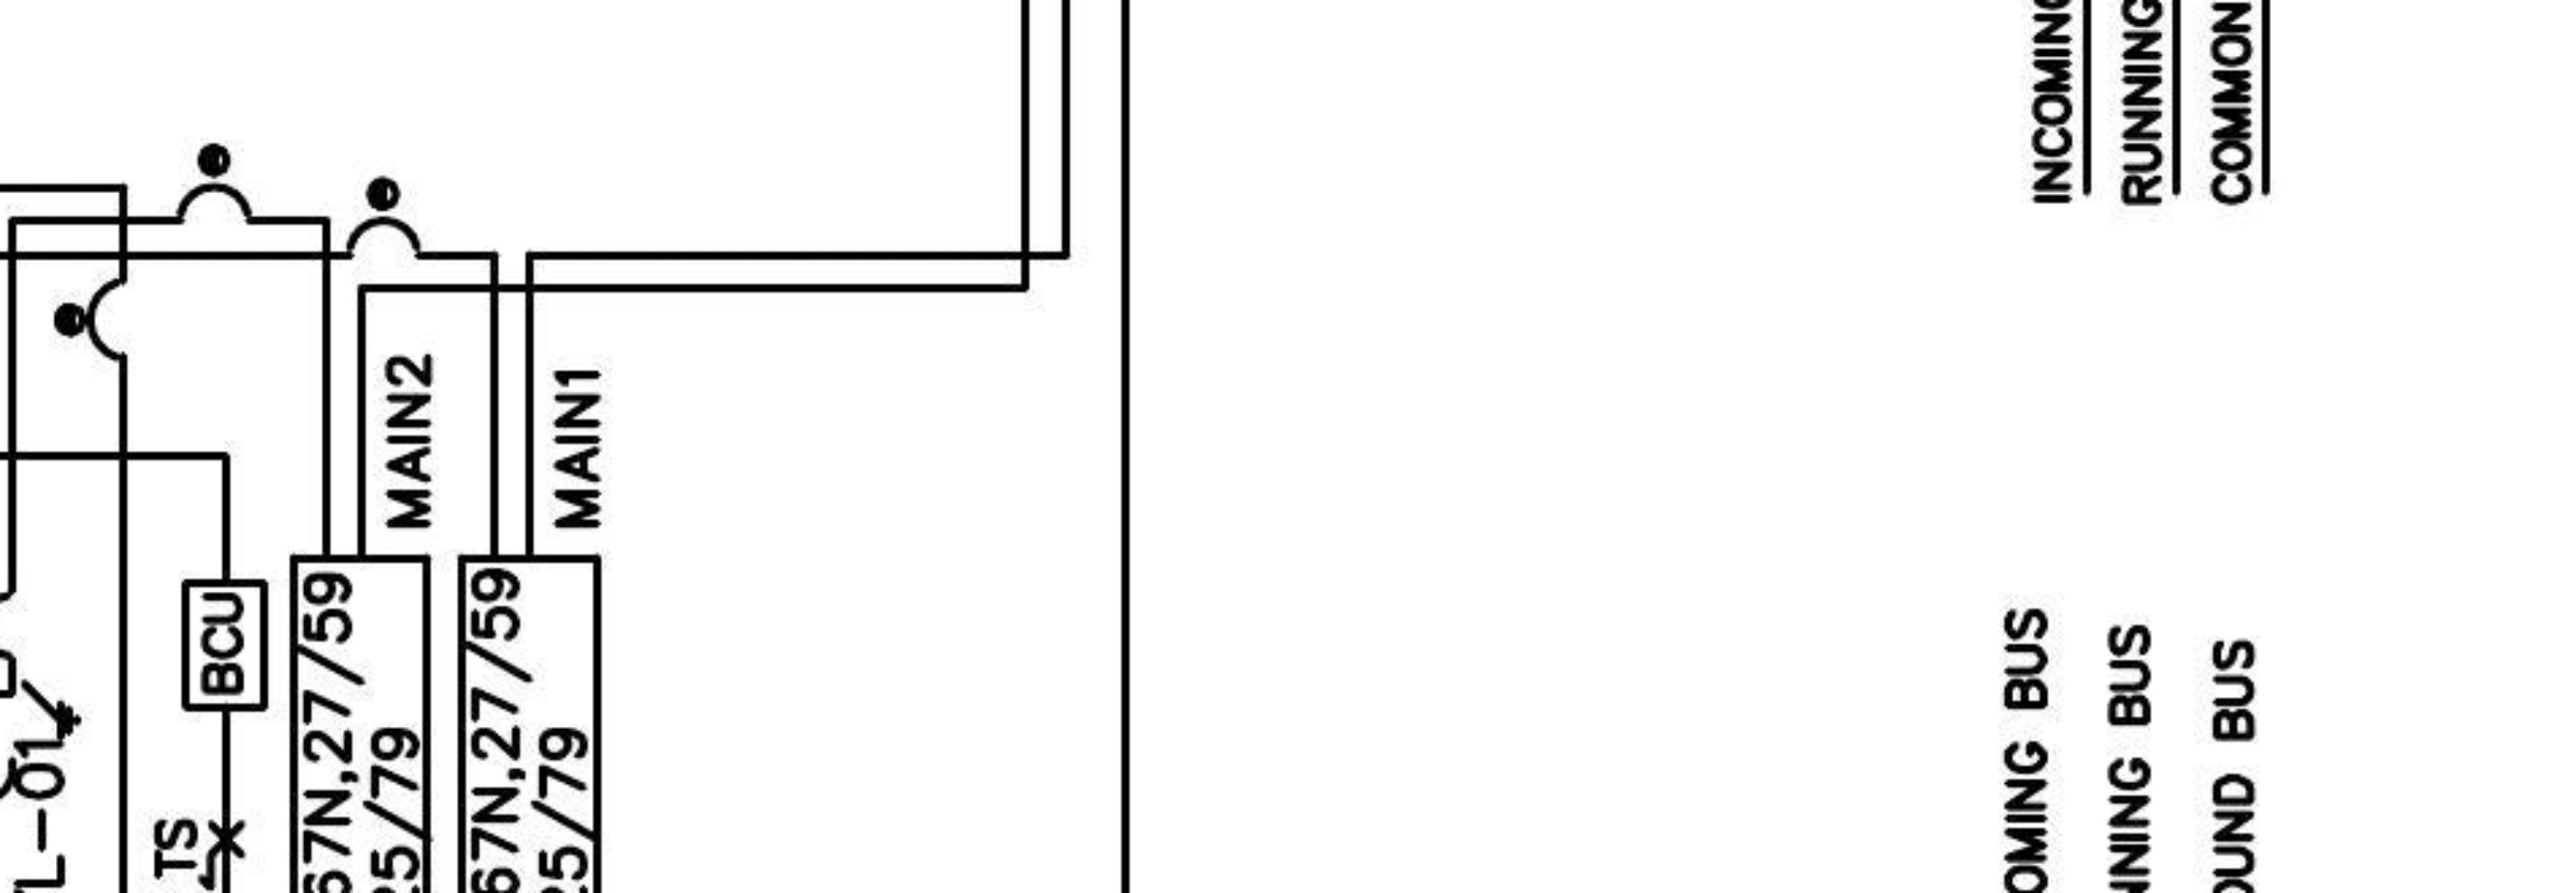 INCOMING
RUNNING
COMMON
MAIN2
MAIN1
BCU
67N,27/59
25/79
67N,27/59
25/79
TL-01
TS
OMING BUS
NNING BUS
OUND BUS